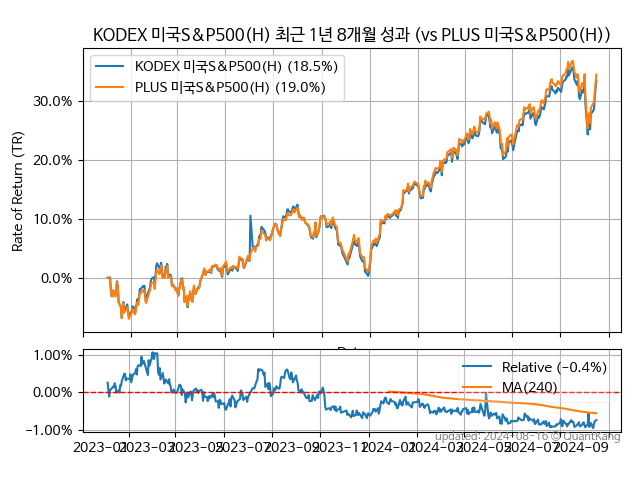 KODEX 미국S&P500(H) 최근 1년 8개월 성과 (vs PLUS 미국S&P500(H))
KODEX 미국S&P500(H) (18.5%)
PLUS 미국S&P500(H) (19.0%)
Rate of Return (TR)
30.0%
20.0%
10.0%
0.0%
1.00%
0.00%
−1.00%
Relative (−0.4%)
MA(240)
updated: 2024-08-16 © QuantKang
2023-01 2023-03 2023-05 2023-07 2023-09 2023-11 2024-01 2024-03 2024-05 2024-07 2024-09